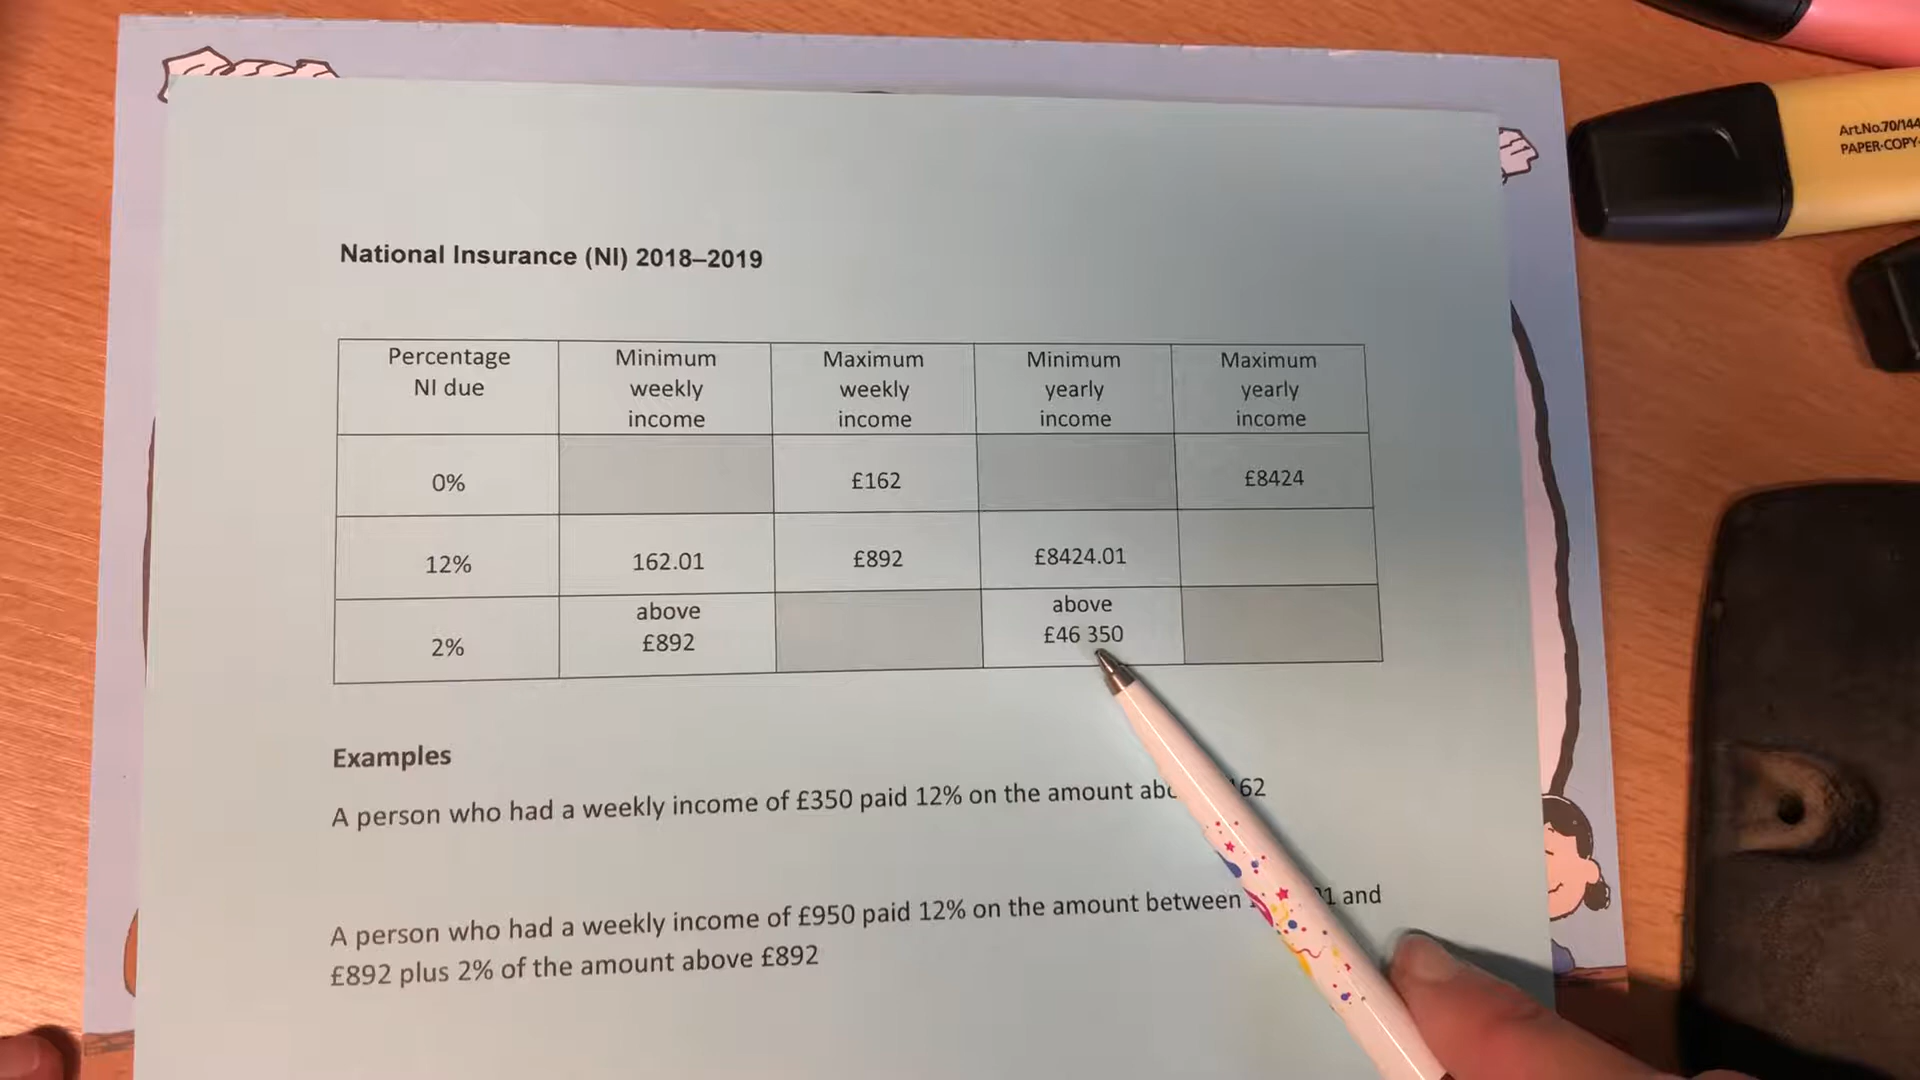 Art.No.70/144
PAPER-COPY-
National Insurance (NI) 2018–2019
Percentage NI due
Minimum weekly income
Maximum weekly income
Minimum yearly income
Maximum yearly income
0%
£162
£8424
12%
162.01
£892
£8424.01
2%
above £892
above £46 350
Examples
A person who had a weekly income of £350 paid 12% on the amount 62
A person who had a weekly income of £950 paid 12% on the amount between 1 and
£892 plus 2% of the amount above £892